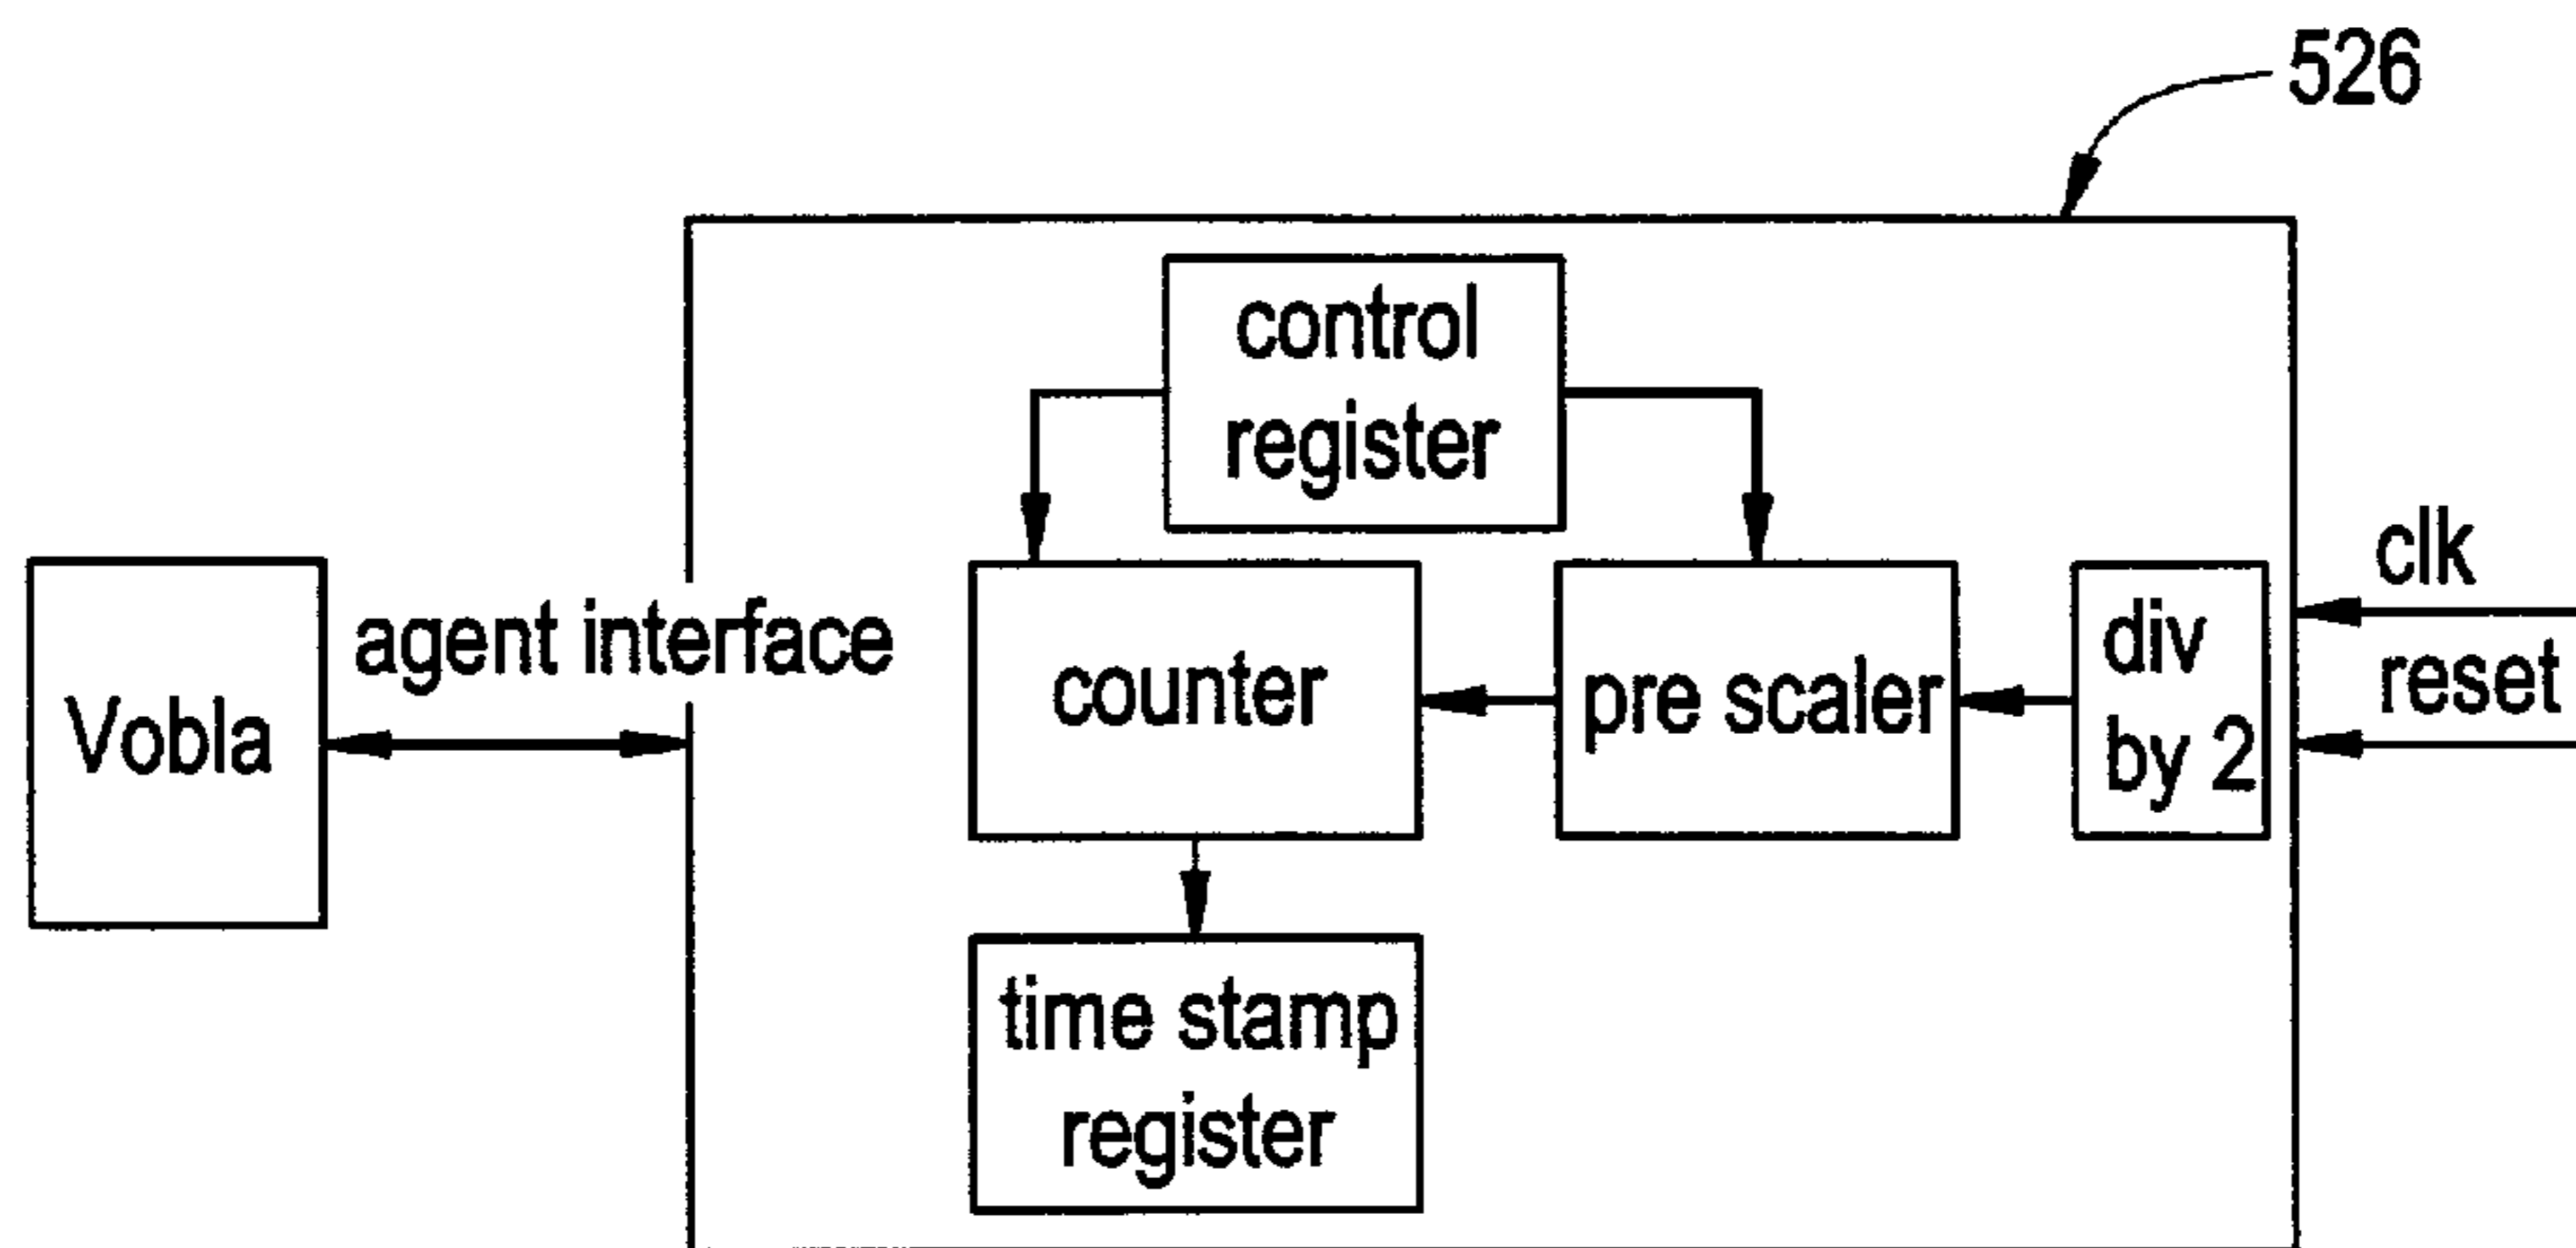 526
control
register
clk
reset
agent interface
Vobla
counter
pre scaler
div
by 2
time stamp
register